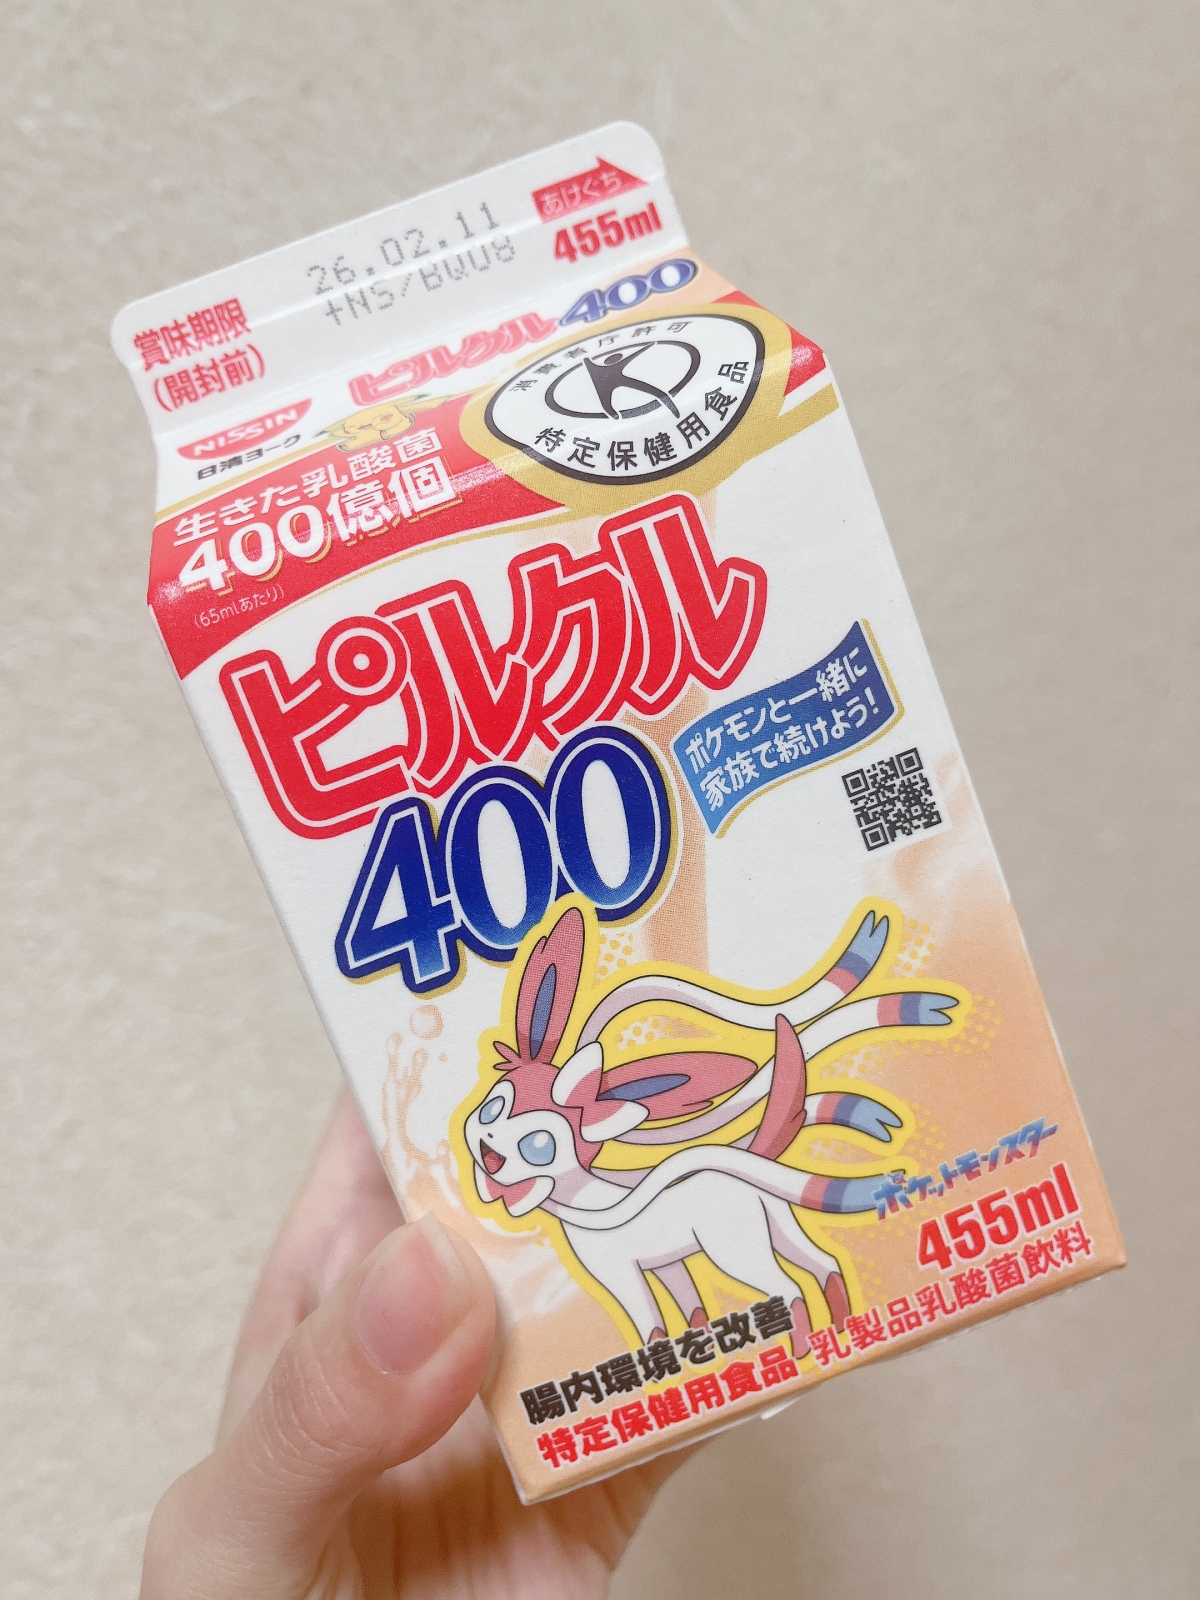 あけぐち
455ml
26.02.11
+NS/BQ08
賞味期限
(開封前)
ピルクル400
NISSIN
日清ヨーク
消費者庁許可
特定保健用食品
生きた乳酸菌
400億個
(65mlあたり)
ピルクル
400
ポケモンと一緒に
家族で続けよう!
ポケットモンスター
455ml
腸内環境を改善
特定保健用食品 乳製品乳酸菌飲料